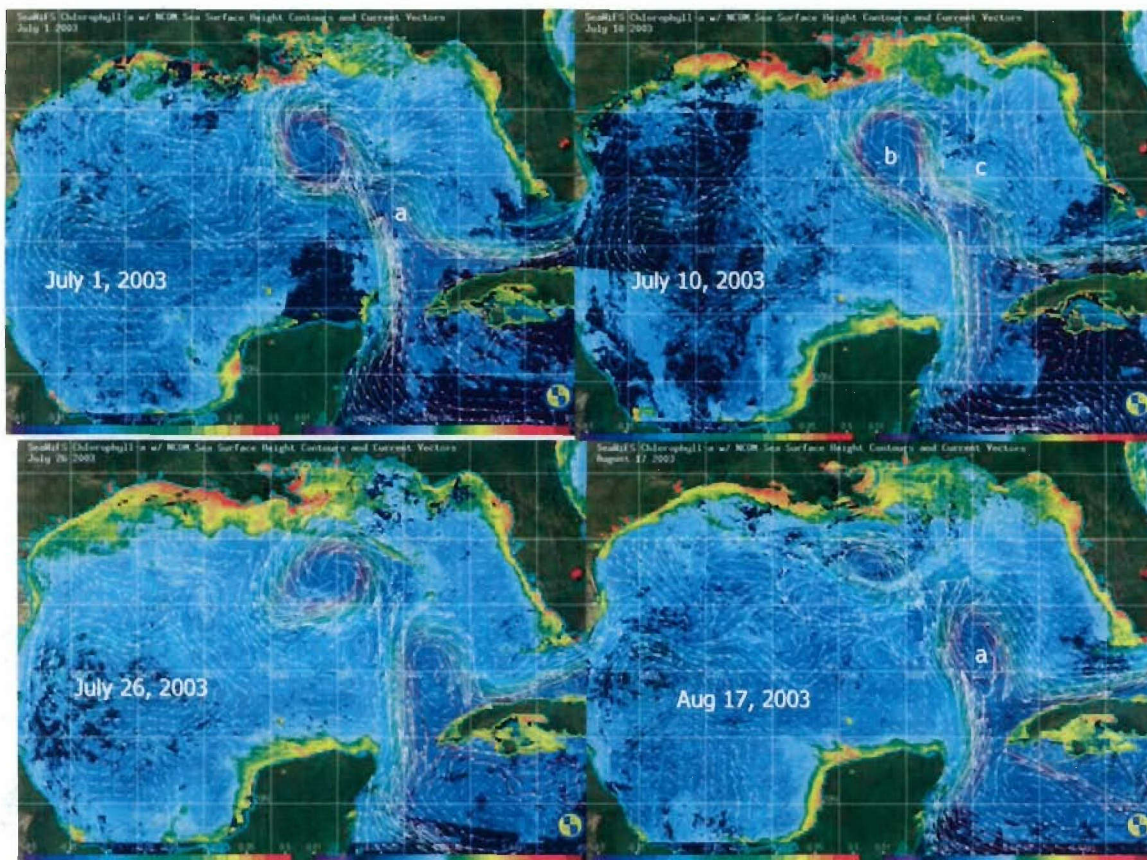 SeaWiFS Chlorophyll-a w/ NCOM Sea Surface Height Contours and Current Vectors
July 1 2003
a
July 1, 2003
SeaWiFS Chlorophyll-a w/ NCOM Sea Surface Height Contours and Current Vectors
July 10 2003
b
c
July 10, 2003
SeaWiFS Chlorophyll-a w/ NCOM Sea Surface Height Contours and Current Vectors
July 26 2003
July 26, 2003
SeaWiFS Chlorophyll-a w/ NCOM Sea Surface Height Contours and Current Vectors
August 17 2003
a
Aug 17, 2003